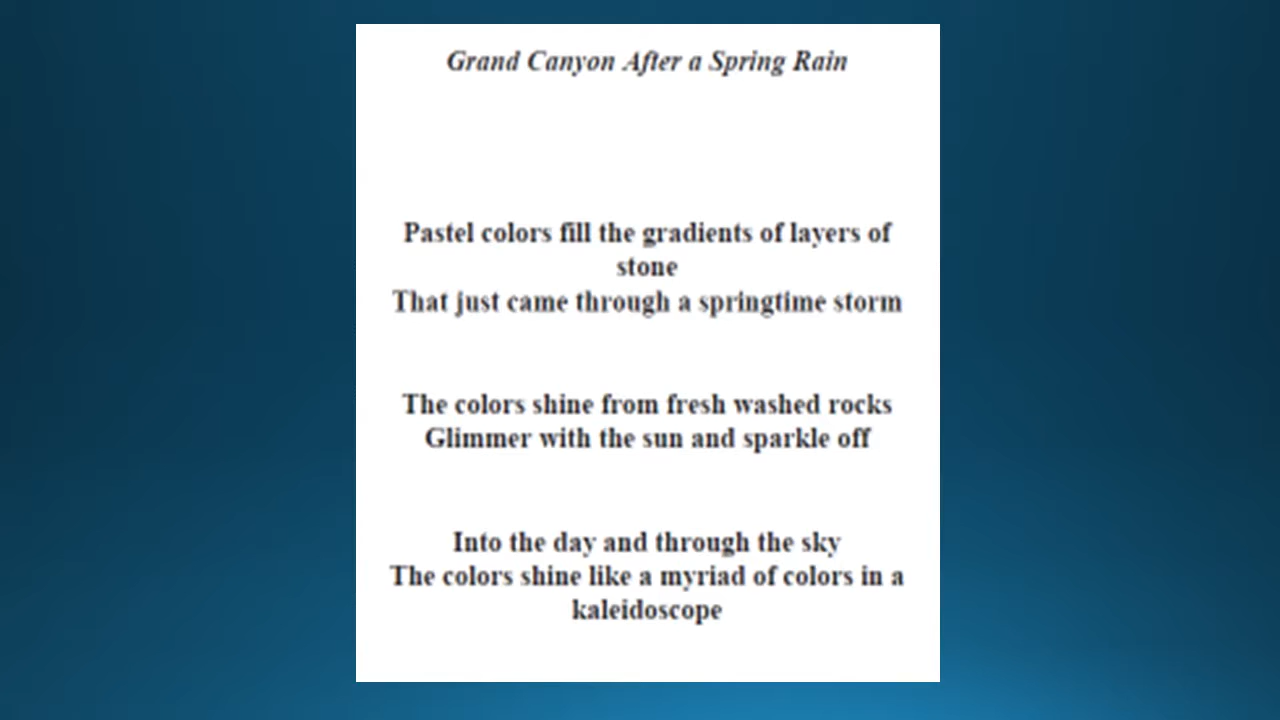 Grand Canyon After a Spring Rain
Pastel colors fill the gradients of layers of
stone
That just came through a springtime storm
The colors shine from fresh washed rocks
Glimmer with the sun and sparkle off
Into the day and through the sky
The colors shine like a myriad of colors in a
kaleidoscope